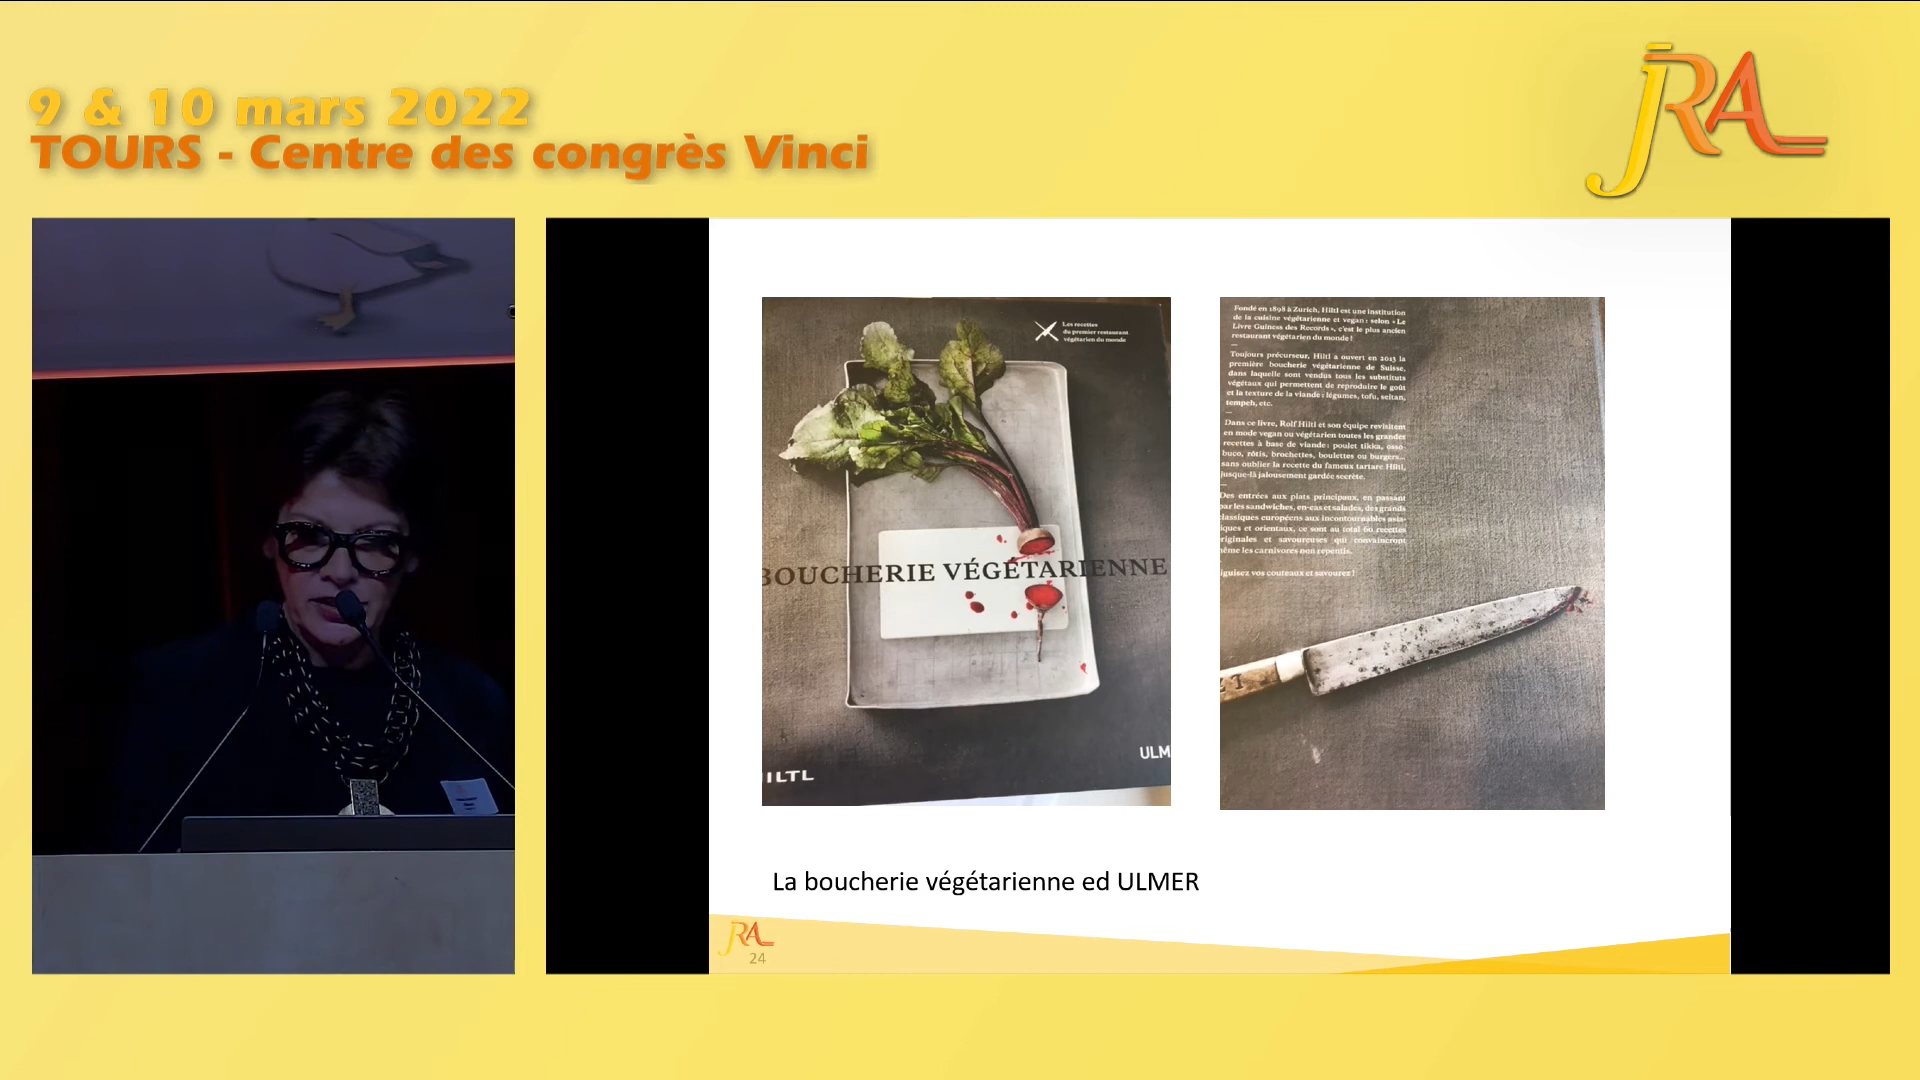 9 & 10 mars 2022
TOURS - Centre des congrès Vinci
JRA
Les recettes
du premier restaurant
végétarien du monde
BOUCHERIE VÉGÉTARIENNE
ILTL
ULM
Fondé en 1898 à Zurich, Hiltl est une institution
de la cuisine végétarienne et vegan : selon « Le
Livre Guiness des Records », c'est le plus ancien
restaurant végétarien du monde !
—
Toujours précurseur, Hiltl a ouvert en 2013 la
première boucherie végétarienne de Suisse,
dans laquelle sont vendus tous les substituts
végétaux qui permettent de reproduire le goût
et la texture de la viande : légumes, tofu, seitan,
tempeh, etc.
—
Dans ce livre, Rolf Hiltl et son équipe revisitent
en mode vegan ou végétarien toutes les grandes
recettes à base de viande : poulet tikka, osso-
buco, rôtis, brochettes, boulettes ou burgers...
sans oublier la recette du fameux tartare Hiltl,
jusque-là jalousement gardée secrète.
—
Des entrées aux plats principaux, en passant
par les sandwiches, en-cas et salades, des grands
classiques européens aux incontournables asia-
iques et orientaux, ce sont au total 60 recettes
riginales et savoureuses qui convaincront
ême les carnivores non repentis.
iguisez vos couteaux et savourez !
La boucherie végétarienne ed ULMER
JRA
24